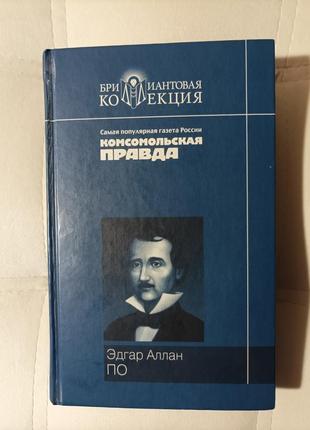 БРИЛЛИАНТОВАЯ
КОЛЛЕКЦИЯ
Самая популярная газета России
КОМСОМОЛЬСКАЯ
ПРАВДА
Эдгар Аллан
ПО